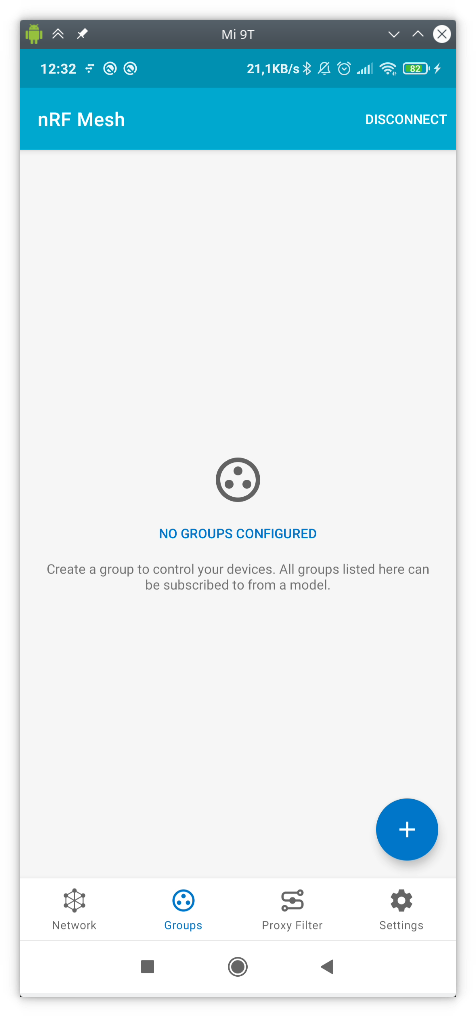 Mi 9T
12:32 21,1KB/s 82
nRF Mesh DISCONNECT
NO GROUPS CONFIGURED
Create a group to control your devices. All groups listed here can
be subscribed to from a model.
Network Groups Proxy Filter Settings